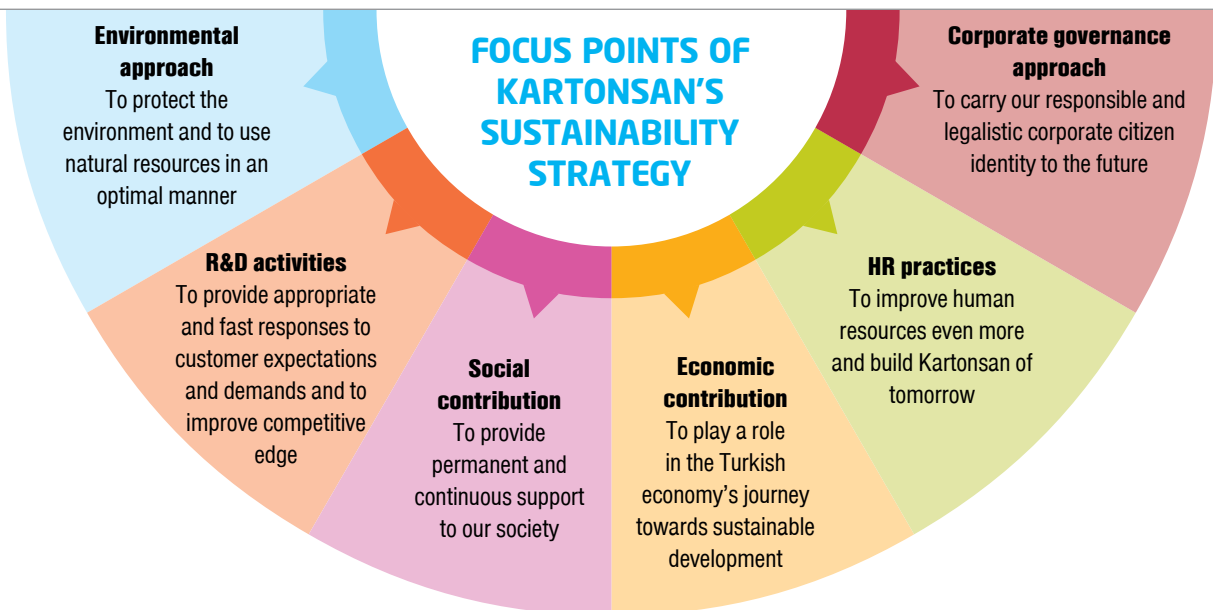 FOCUS POINTS OF
KARTONSAN'S
SUSTAINABILITY
STRATEGY
Environmental
approach
To protect the
environment and to use
natural resources in an
optimal manner
R&D activities
To provide appropriate
and fast responses to
customer expectations
and demands and to
improve competitive
edge
Social
contribution
To provide
permanent and
continuous support
to our society
Economic
contribution
To play a role
in the Turkish
economy's journey
towards sustainable
development
HR practices
To improve human
resources even more
and build Kartonsan of
tomorrow
Corporate governance
approach
To carry our responsible and
legalistic corporate citizen
identity to the future